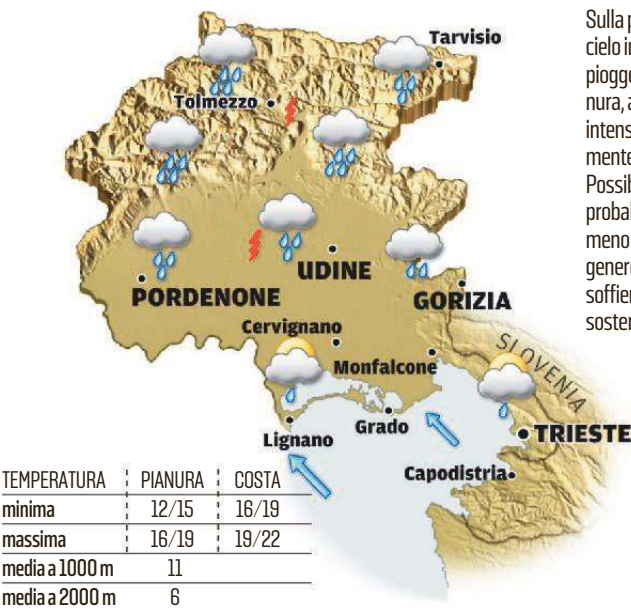 Tarvisio
Tolmezzo
UDINE
PORDENONE
GORIZIA
Cervignano
Monfalcone
SLOVENIA
Grado
Lignano
TRIESTE
Capodistria
TEMPERATURA PIANURA COSTA
minima 12/15 16/19
massima 16/19 19/22
media a 1000 m 11
media a 2000 m 6
Sulla
cielo
piogge
nura, a
intens
mente
Possib
proba
meno
gener
soffier
sosten